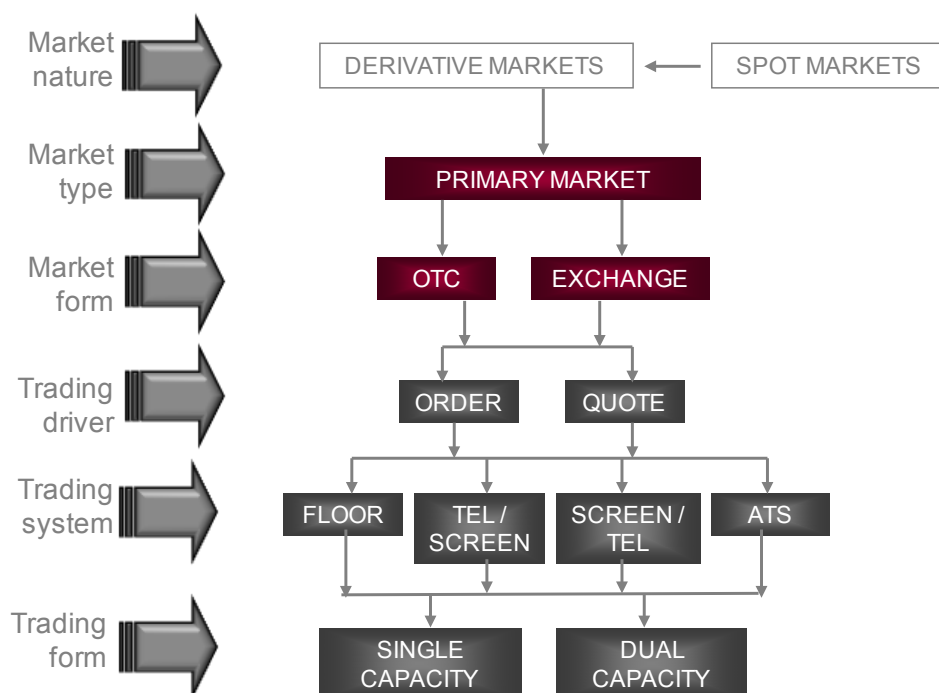 Market
nature
DERIVATIVE MARKETS
SPOT MARKETS
Market
type
PRIMARY MARKET
Market
form
OTC
EXCHANGE
Trading
driver
ORDER
QUOTE
Trading
system
FLOOR
TEL /
SCREEN
SCREEN /
TEL
ATS
Trading
form
SINGLE
CAPACITY
DUAL
CAPACITY